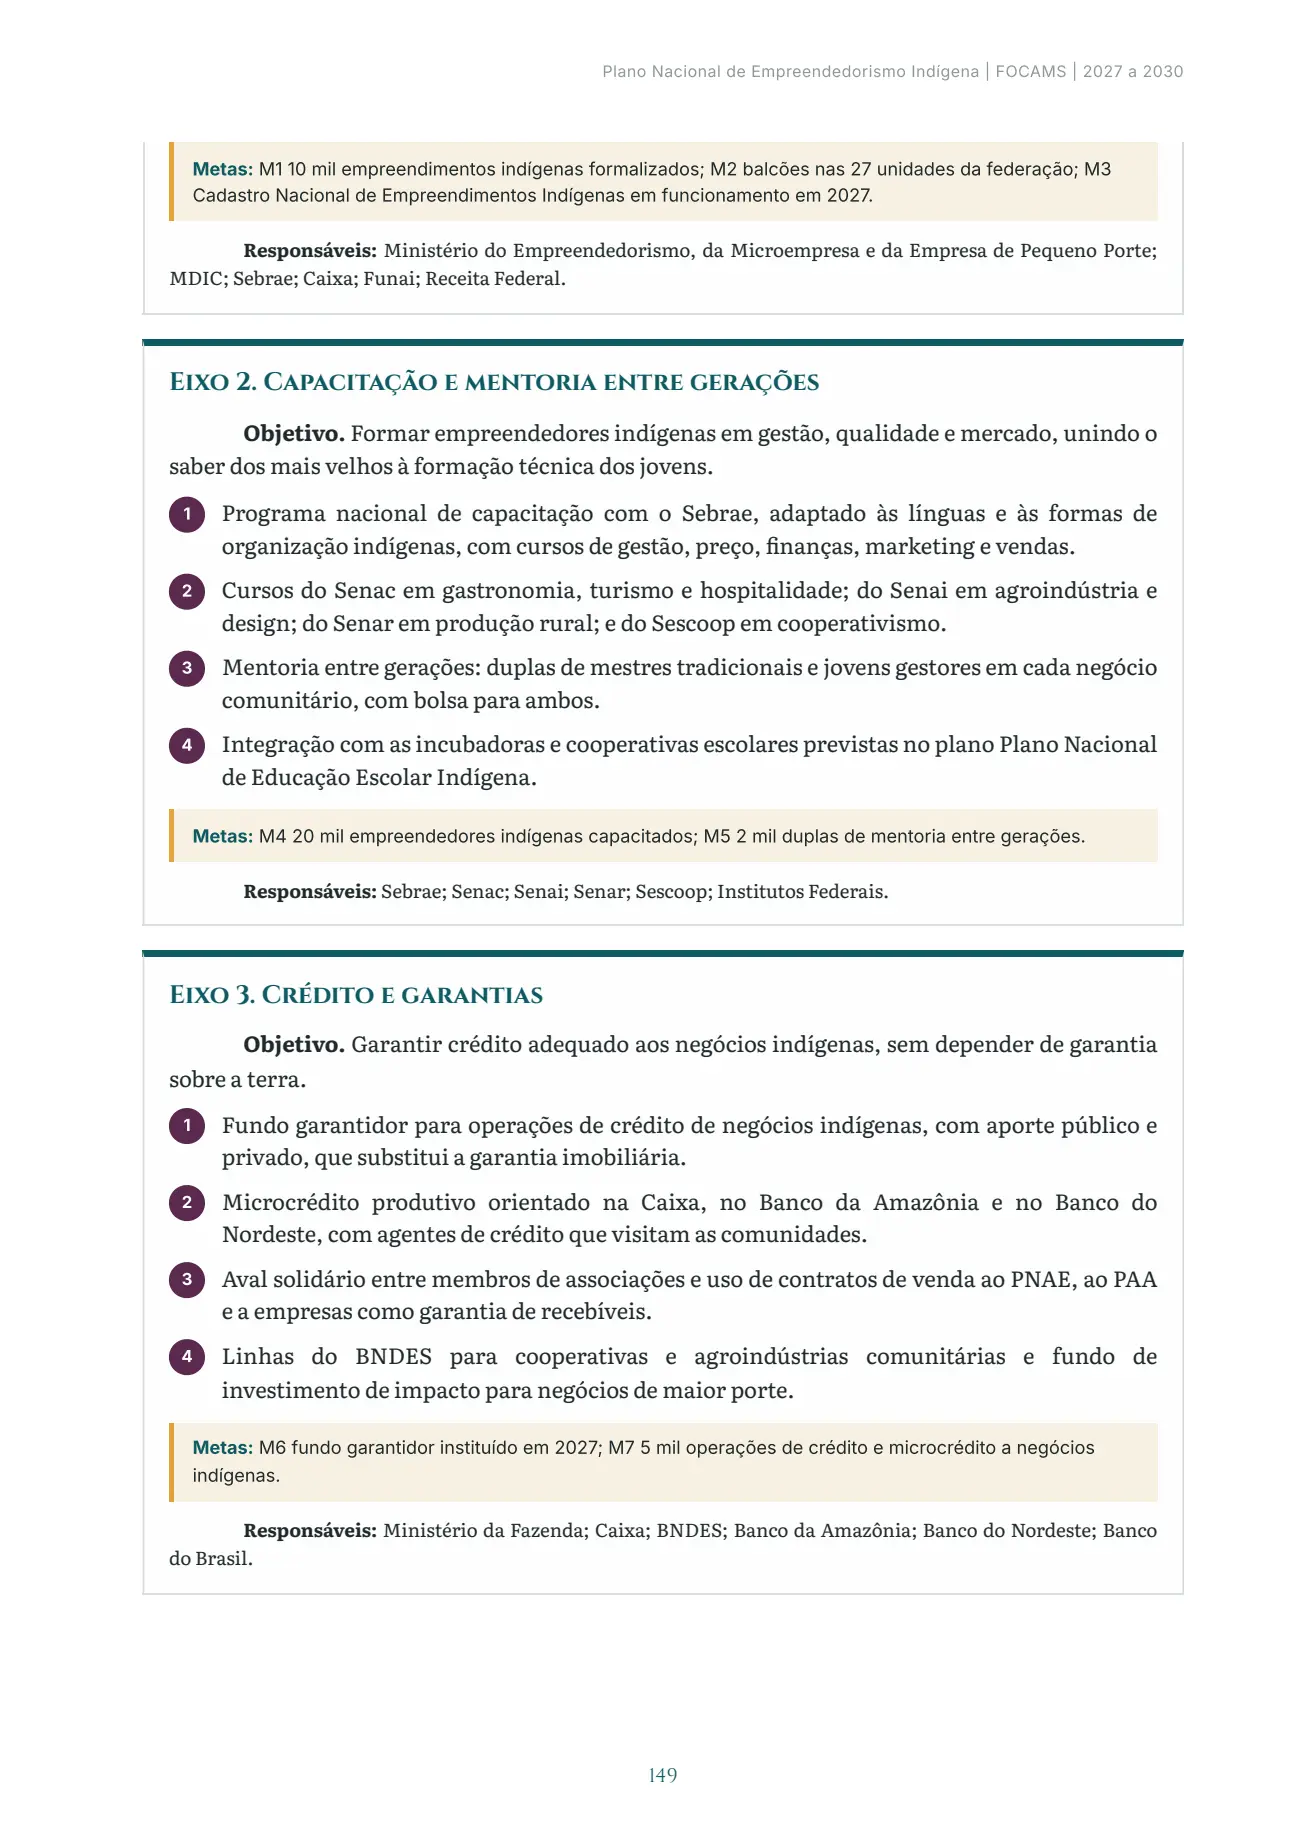 Plano Nacional de Empreendedorismo Indígena | FOCAMS | 2027 a 2030
Metas: M1 10 mil empreendimentos indígenas formalizados; M2 balcões nas 27 unidades da federação; M3
Cadastro Nacional de Empreendimentos Indígenas em funcionamento em 2027.
Responsáveis: Ministério do Empreendedorismo, da Microempresa e da Empresa de Pequeno Porte;
MDIC; Sebrae; Caixa; Funai; Receita Federal.
Eixo 2. Capacitação e mentoria entre gerações
Objetivo. Formar empreendedores indígenas em gestão, qualidade e mercado, unindo o
saber dos mais velhos à formação técnica dos jovens.
1 Programa nacional de capacitação com o Sebrae, adaptado às línguas e às formas de
organização indígenas, com cursos de gestão, preço, finanças, marketing e vendas.
2 Cursos do Senac em gastronomia, turismo e hospitalidade; do Senai em agroindústria e
design; do Senar em produção rural; e do Sescoop em cooperativismo.
3 Mentoria entre gerações: duplas de mestres tradicionais e jovens gestores em cada negócio
comunitário, com bolsa para ambos.
4 Integração com as incubadoras e cooperativas escolares previstas no plano Plano Nacional
de Educação Escolar Indígena.
Metas: M4 20 mil empreendedores indígenas capacitados; M5 2 mil duplas de mentoria entre gerações.
Responsáveis: Sebrae; Senac; Senai; Senar; Sescoop; Institutos Federais.
Eixo 3. Crédito e garantias
Objetivo. Garantir crédito adequado aos negócios indígenas, sem depender de garantia
sobre a terra.
1 Fundo garantidor para operações de crédito de negócios indígenas, com aporte público e
privado, que substitui a garantia imobiliária.
2 Microcrédito produtivo orientado na Caixa, no Banco da Amazônia e no Banco do
Nordeste, com agentes de crédito que visitam as comunidades.
3 Aval solidário entre membros de associações e uso de contratos de venda ao PNAE, ao PAA
e a empresas como garantia de recebíveis.
4 Linhas do BNDES para cooperativas e agroindústrias comunitárias e fundo de
investimento de impacto para negócios de maior porte.
Metas: M6 fundo garantidor instituído em 2027; M7 5 mil operações de crédito e microcrédito a negócios
indígenas.
Responsáveis: Ministério da Fazenda; Caixa; BNDES; Banco da Amazônia; Banco do Nordeste; Banco
do Brasil.
149